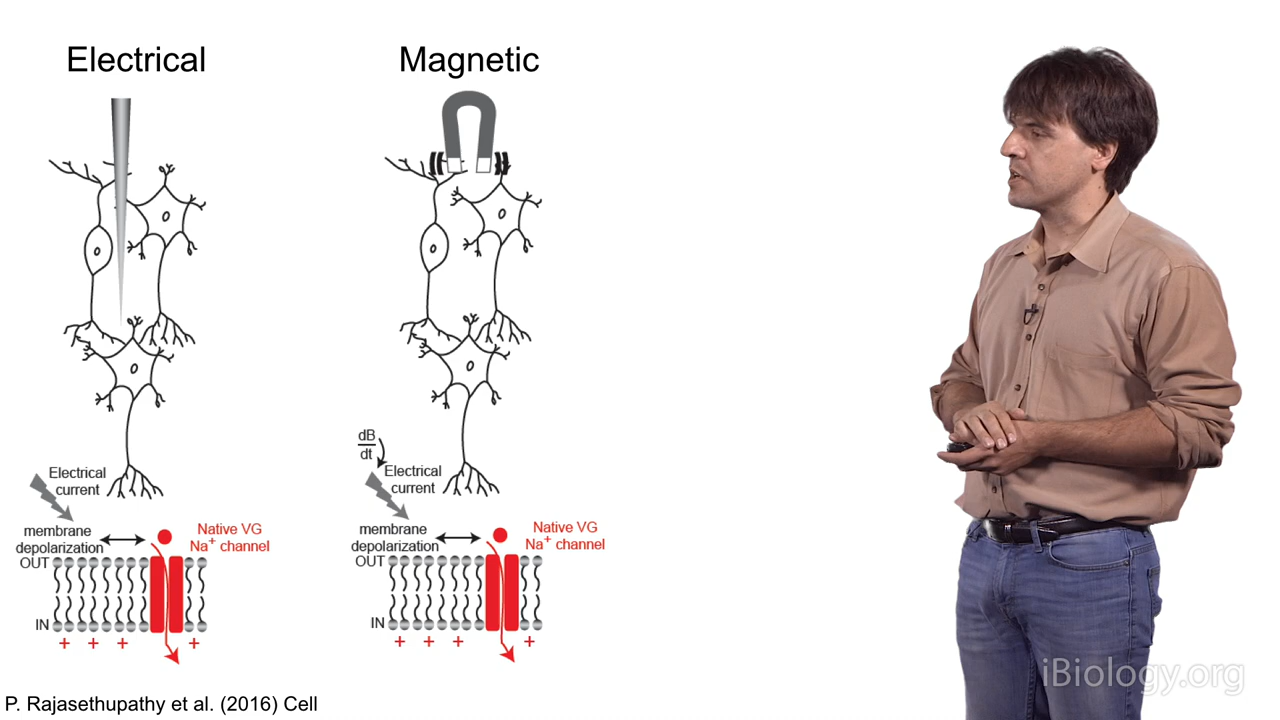 Electrical
Magnetic
Electrical
current
membrane
depolarization
Native VG
Na⁺ channel
OUT
IN
+ + + +
dB
dt
Electrical
current
membrane
depolarization
Native VG
Na⁺ channel
OUT
IN
+ + + +
P. Rajasethupathy et al. (2016) Cell
iBiology.org